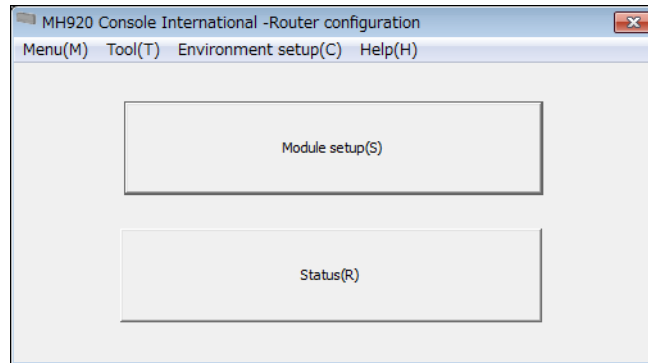 MH920 Console International -Router configuration
Menu(M) Tool(T) Environment setup(C) Help(H)
Module setup(S)
Status(R)